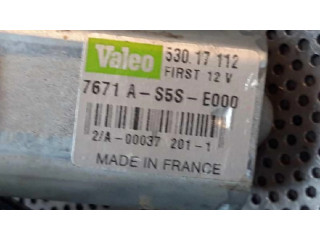 Valeo 530.17 112
FIRST 12 V
7671 A-S5S-E000
2/A-00037 201-1
MADE IN FRANCE